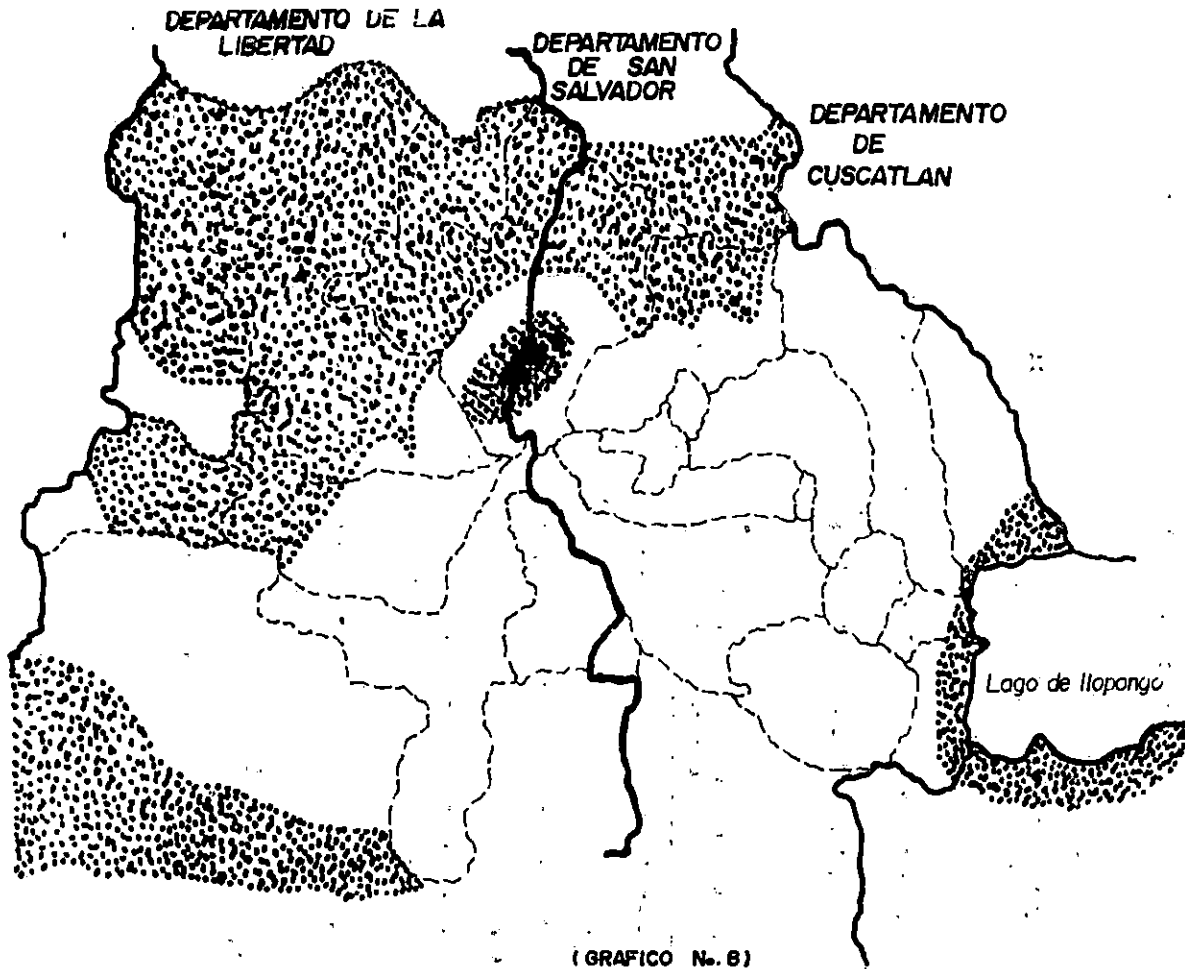 DEPARTAMENTO DE LA
LIBERTAD
DEPARTAMENTO
DE SAN
SALVADOR
DEPARTAMENTO
DE
CUSCATLAN
Lago de Ilopango
(GRAFICO No. 8)